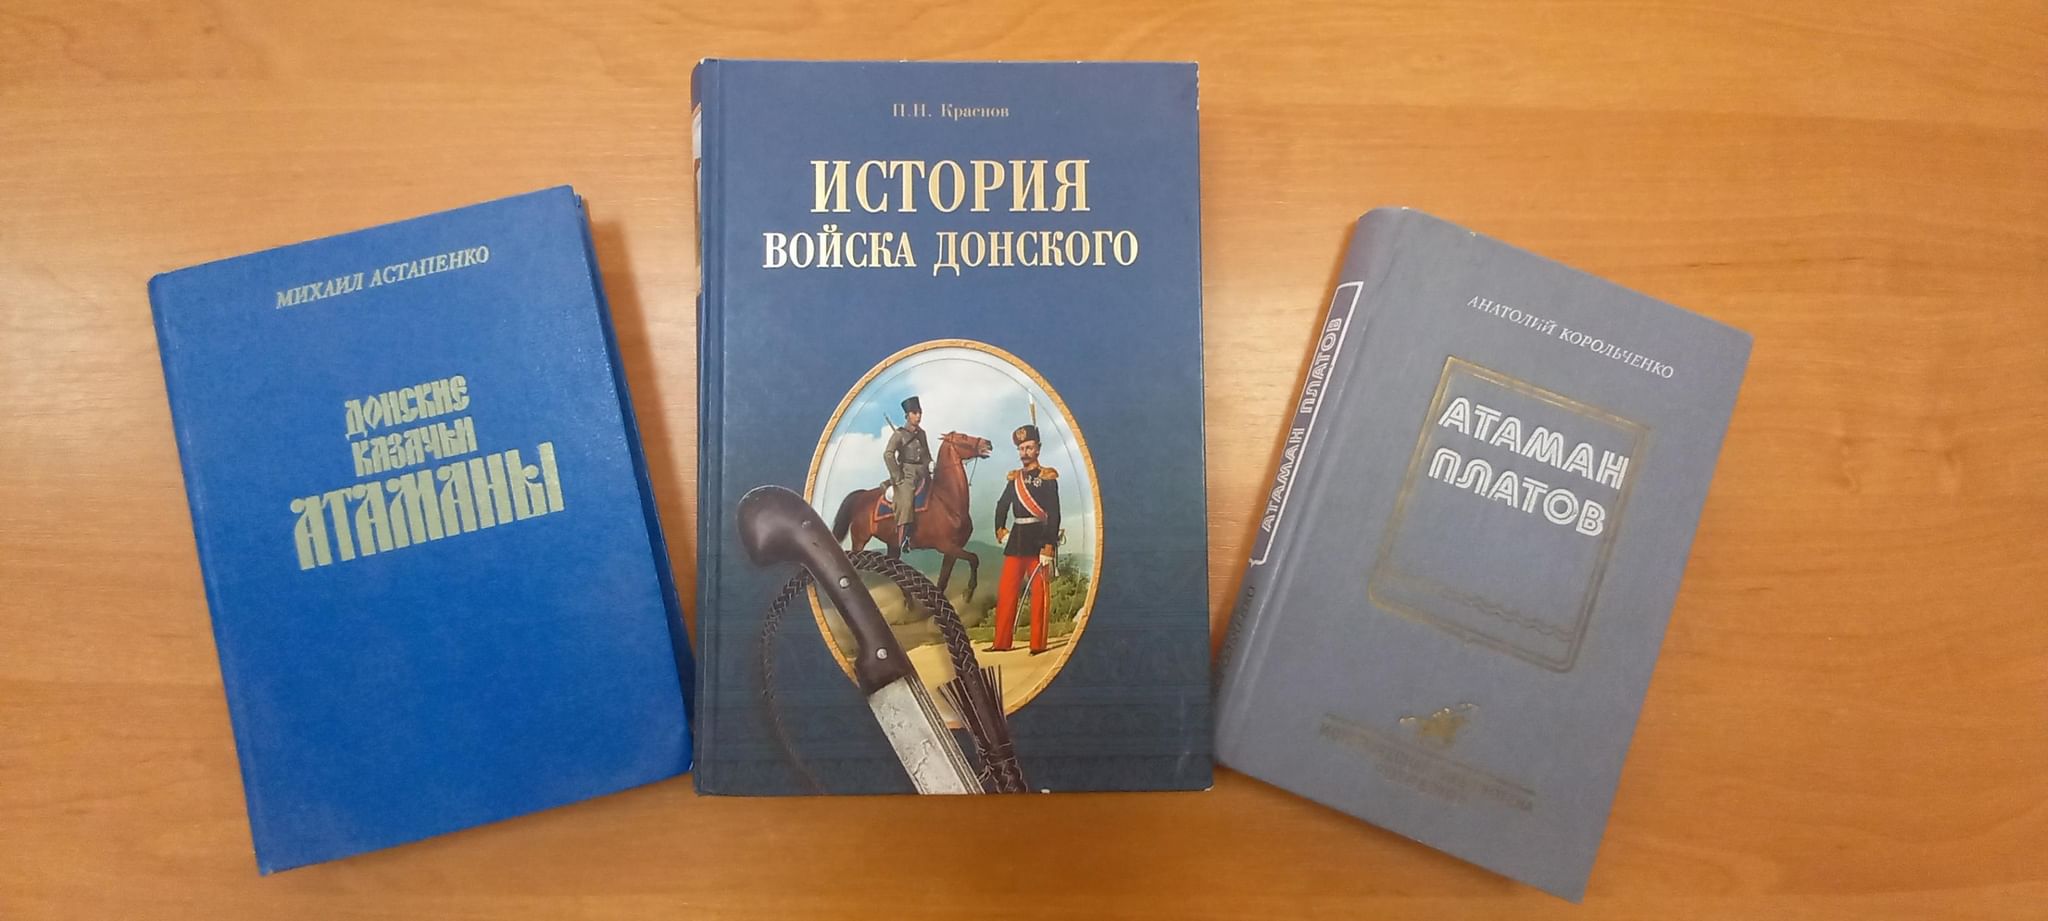 МИХАИЛ АСТАПЕНКО
ДОНСКИЕ
КАЗАЧЬИ
АТАМАНЫ
П.Н. Краснов
ИСТОРИЯ
ВОЙСКА ДОНСКОГО
АТАМАН ПЛАТОВ
АНАТОЛИЙ КОРОЛЬЧЕНКО
АТАМАН
ПЛАТОВ